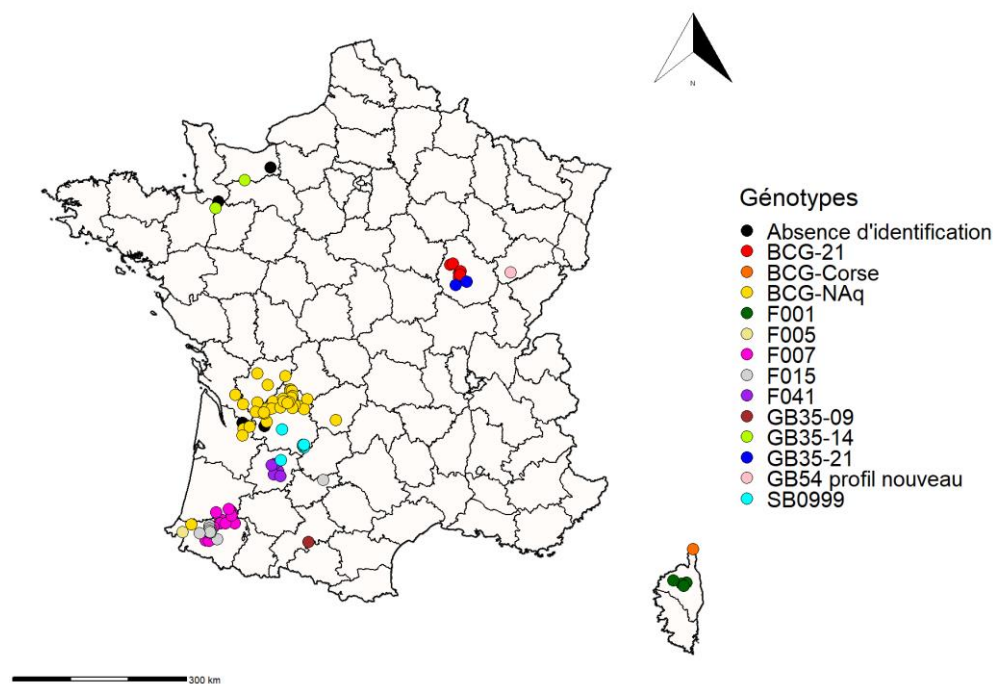 N
Génotypes
Absence d'identification
BCG-21
BCG-Corse
BCG-NAq
F001
F005
F007
F015
F041
GB35-09
GB35-14
GB35-21
GB54 profil nouveau
SB0999
300 km